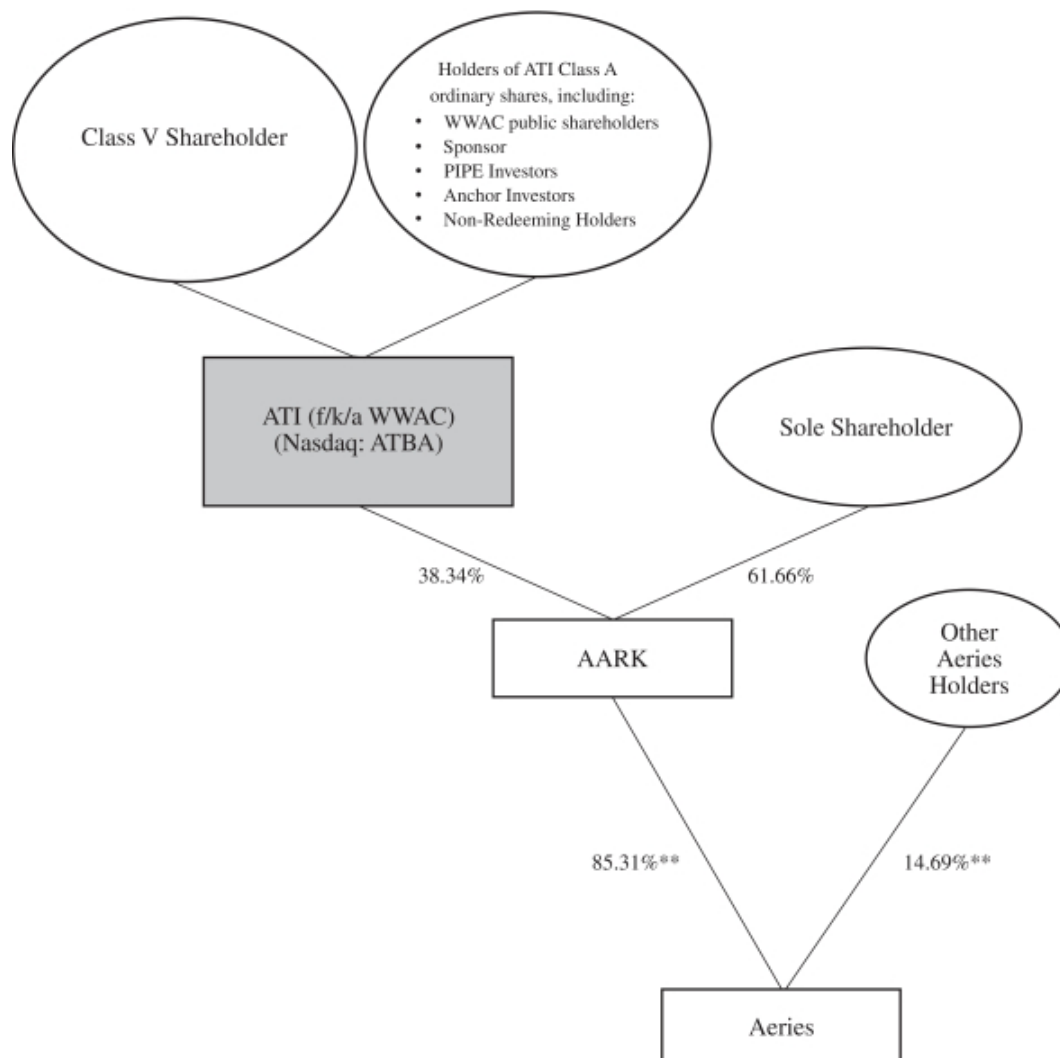 Class V Shareholder
Holders of ATI Class A
ordinary shares, including:
• WWAC public shareholders
• Sponsor
• PIPE Investors
• Anchor Investors
• Non-Redeeming Holders
ATI (f/k/a WWAC)
(Nasdaq: ATBA)
Sole Shareholder
38.34%
61.66%
AARK
Other
Aeries
Holders
85.31%**
14.69%**
Aeries